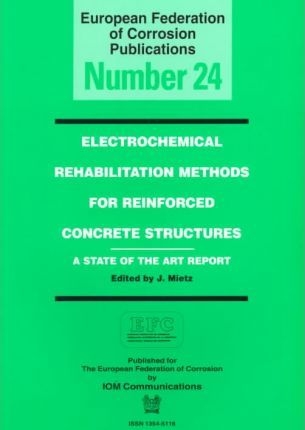 European Federation
of Corrosion
Publications
Number 24
ELECTROCHEMICAL
REHABILITATION METHODS
FOR REINFORCED
CONCRETE STRUCTURES
A STATE OF THE ART REPORT
Edited by J. Mietz
EFC
Published for
The European Federation of Corrosion
by
IOM Communications
ISSN 1354-5116